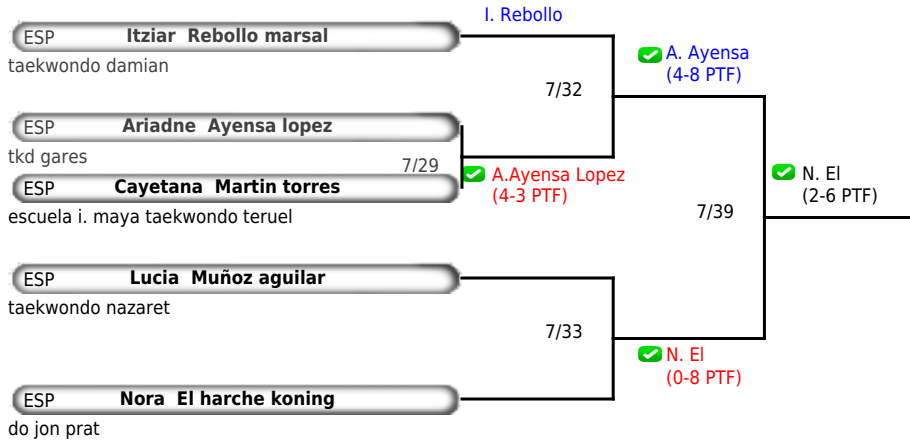 I. Rebollo
ESP Itziar Rebollo marsal
taekwondo damian
A. Ayensa
(4-8 PTF)
7/32
ESP Ariadne Ayensa lopez
tkd gares
7/29
A.Ayensa Lopez
(4-3 PTF)
ESP Cayetana Martin torres
escuela i. maya taekwondo teruel
N. El
(2-6 PTF)
7/39
ESP Lucia Muñoz aguilar
taekwondo nazaret
7/33
N. El
(0-8 PTF)
ESP Nora El harche koning
do jon prat